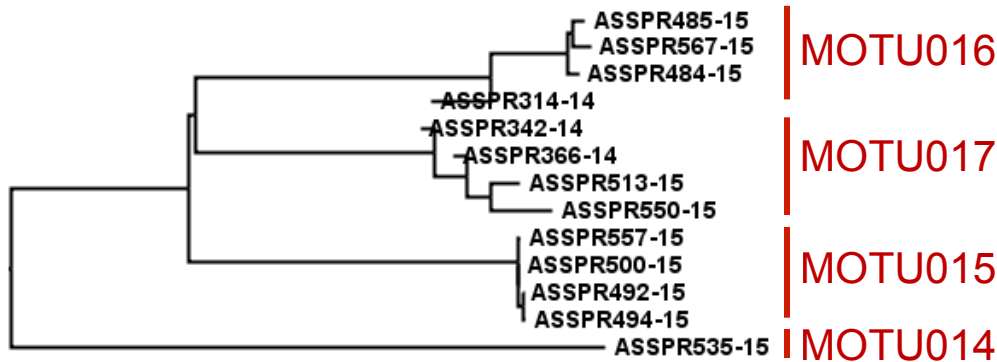 ASSPR485-15
ASSPR567-15
MOTU016
ASSPR484-15
ASSPR314-14
ASSPR342-14
ASSPR366-14
MOTU017
ASSPR513-15
ASSPR550-15
ASSPR557-15
ASSPR500-15
MOTU015
ASSPR492-15
ASSPR494-15
ASSPR535-15
MOTU014